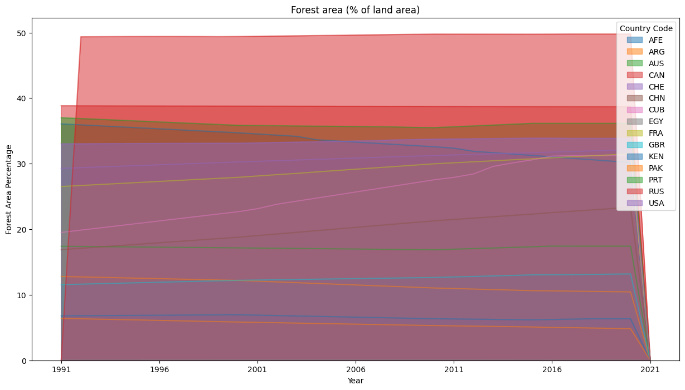 Forest area (% of land area)
Forest Area Percentage
50
40
30
20
10
0
1991
1996
2001
2006
2011
2016
2021
Year
Country Code
AFE
ARG
AUS
CAN
CHE
CHN
CUB
EGY
FRA
GBR
KEN
PAK
PRT
RUS
USA